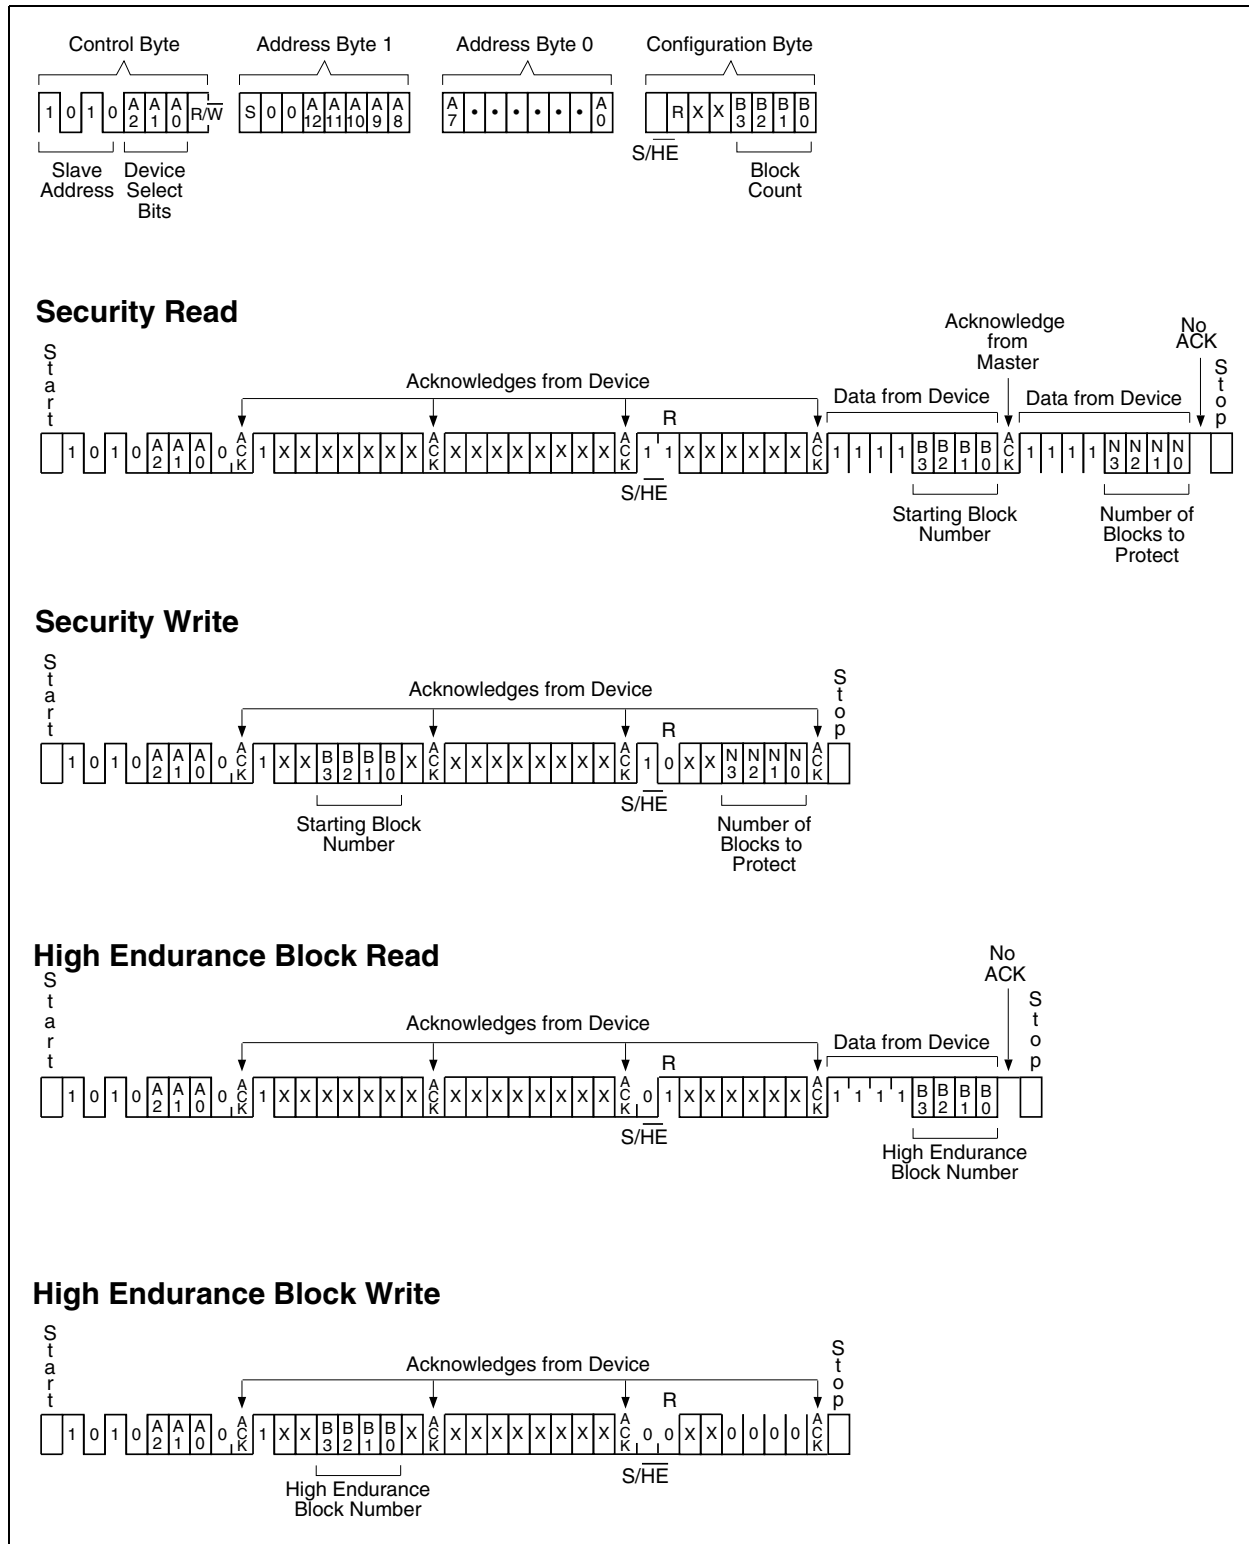 Control Byte Address Byte 1 Address Byte 0 Configuration Byte
1 0 1 0 A2 A1 A0 R/W S 0 0 A12 A11 A10 A9 A8 A7 • • • • • • A0 R X X B3 B2 B1 B0
S/HE
Slave Address Device Select Bits Block Count
Security Read
Acknowledge from Master No ACK
Start Acknowledges from Device R Data from Device Data from Device Stop
1 0 1 0 A2 A1 A0 0 ACK 1 X X X X X X X ACK X X X X X X X X ACK 1 1 X X X X X X ACK 1 1 1 1 B3 B2 B1 B0 ACK 1 1 1 1 N3 N2 N1 N0
S/HE
Starting Block Number Number of Blocks to Protect
Security Write
Start Acknowledges from Device R Stop
1 0 1 0 A2 A1 A0 0 ACK 1 X X B3 B2 B1 B0 X ACK X X X X X X X X ACK 1 0 X X N3 N2 N1 N0 ACK
S/HE
Starting Block Number Number of Blocks to Protect
High Endurance Block Read
No ACK
Start Acknowledges from Device R Data from Device Stop
1 0 1 0 A2 A1 A0 0 ACK 1 X X X X X X X ACK X X X X X X X X ACK 0 1 X X X X X X ACK 1 1 1 1 B3 B2 B1 B0
S/HE
High Endurance Block Number
High Endurance Block Write
Start Acknowledges from Device R Stop
1 0 1 0 A2 A1 A0 0 ACK 1 X X B3 B2 B1 B0 X ACK X X X X X X X X ACK 0 0 X X 0 0 0 0 ACK
S/HE
High Endurance Block Number